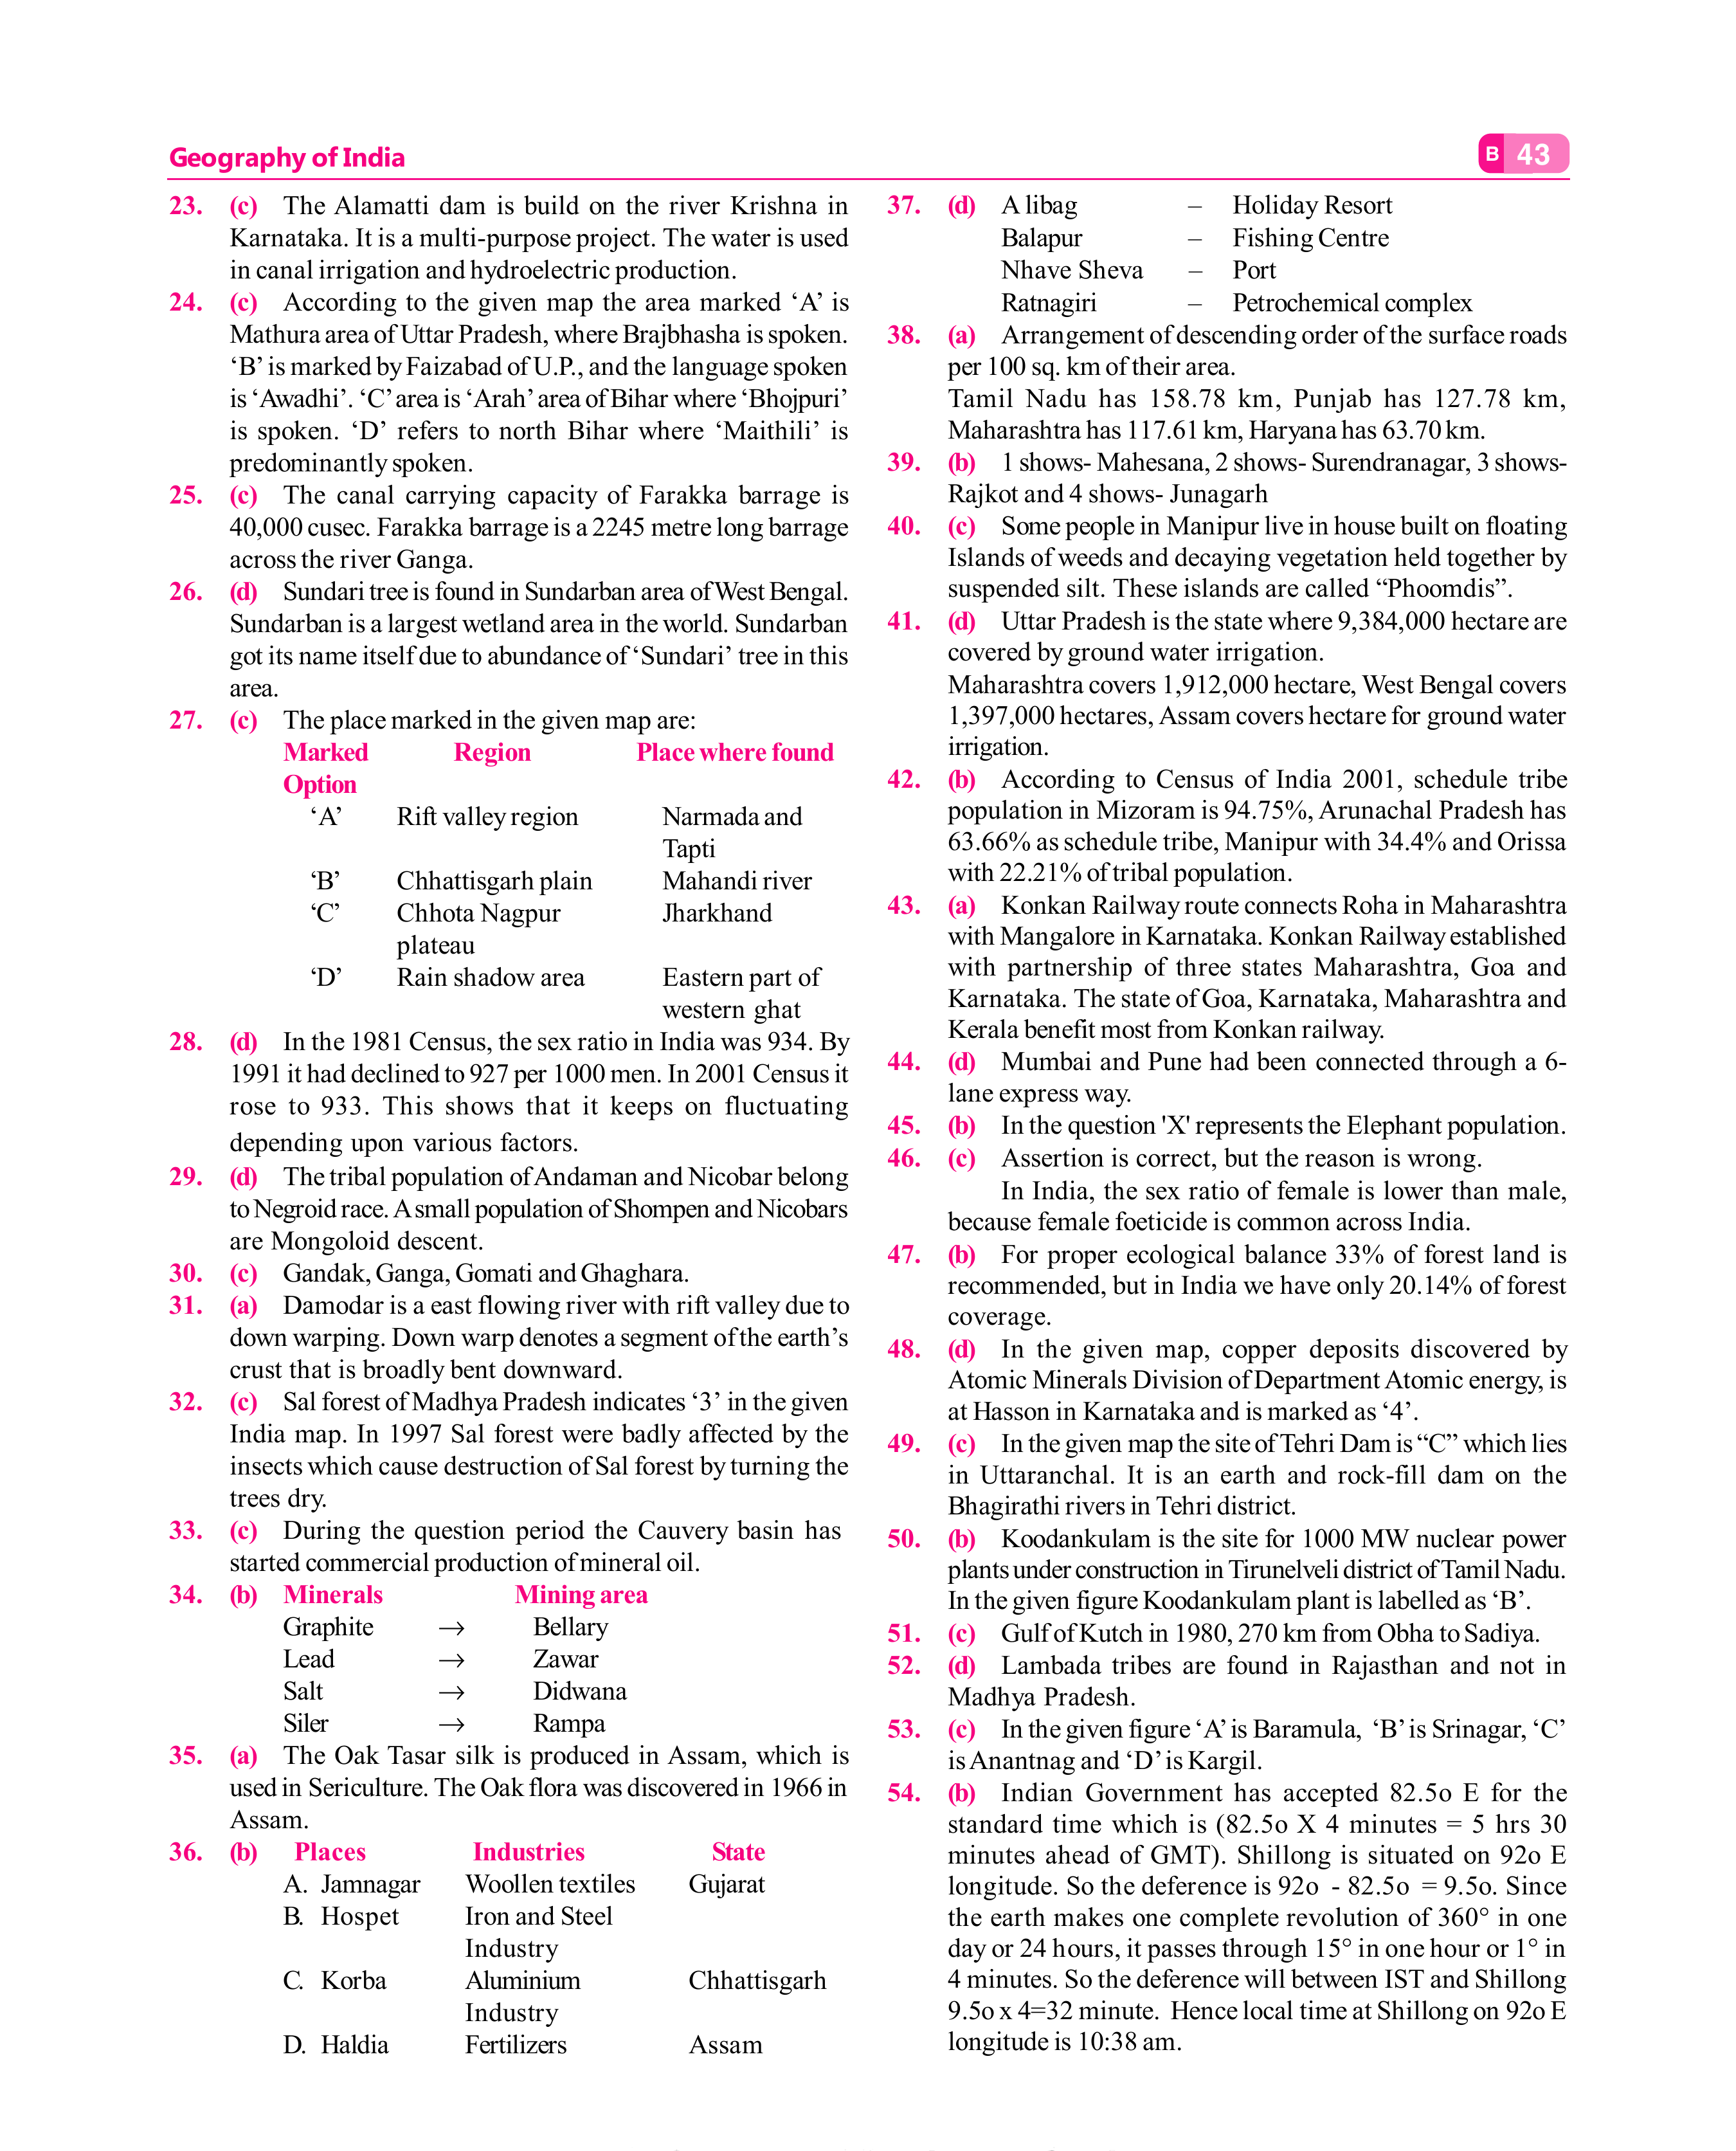 Geography of India
B 43
23. (c) The Alamatti dam is build on the river Krishna in
Karnataka. It is a multi-purpose project. The water is used
in canal irrigation and hydroelectric production.
24. (c) According to the given map the area marked ‘A’ is
Mathura area of Uttar Pradesh, where Brajbhasha is spoken.
‘B’ is marked by Faizabad of U.P., and the language spoken
is ‘Awadhi’. ‘C’ area is ‘Arah’ area of Bihar where ‘Bhojpuri’
is spoken. ‘D’ refers to north Bihar where ‘Maithili’ is
predominantly spoken.
25. (c) The canal carrying capacity of Farakka barrage is
40,000 cusec. Farakka barrage is a 2245 metre long barrage
across the river Ganga.
26. (d) Sundari tree is found in Sundarban area of West Bengal.
Sundarban is a largest wetland area in the world. Sundarban
got its name itself due to abundance of ‘Sundari’ tree in this
area.
27. (c) The place marked in the given map are:
Marked Region Place where found
Option
‘A’ Rift valley region Narmada and
Tapti
‘B’ Chhattisgarh plain Mahandi river
‘C’ Chhota Nagpur Jharkhand
plateau
‘D’ Rain shadow area Eastern part of
western ghat
28. (d) In the 1981 Census, the sex ratio in India was 934. By
1991 it had declined to 927 per 1000 men. In 2001 Census it
rose to 933. This shows that it keeps on fluctuating
depending upon various factors.
29. (d) The tribal population of Andaman and Nicobar belong
to Negroid race. A small population of Shompen and Nicobars
are Mongoloid descent.
30. (c) Gandak, Ganga, Gomati and Ghaghara.
31. (a) Damodar is a east flowing river with rift valley due to
down warping. Down warp denotes a segment of the earth’s
crust that is broadly bent downward.
32. (c) Sal forest of Madhya Pradesh indicates ‘3’ in the given
India map. In 1997 Sal forest were badly affected by the
insects which cause destruction of Sal forest by turning the
trees dry.
33. (c) During the question period the Cauvery basin has
started commercial production of mineral oil.
34. (b) Minerals Mining area
Graphite → Bellary
Lead → Zawar
Salt → Didwana
Siler → Rampa
35. (a) The Oak Tasar silk is produced in Assam, which is
used in Sericulture. The Oak flora was discovered in 1966 in
Assam.
36. (b) Places Industries State
A. Jamnagar Woollen textiles Gujarat
B. Hospet Iron and Steel
Industry
C. Korba Aluminium Chhattisgarh
Industry
D. Haldia Fertilizers Assam
37. (d) A libag – Holiday Resort
Balapur – Fishing Centre
Nhave Sheva – Port
Ratnagiri – Petrochemical complex
38. (a) Arrangement of descending order of the surface roads
per 100 sq. km of their area.
Tamil Nadu has 158.78 km, Punjab has 127.78 km,
Maharashtra has 117.61 km, Haryana has 63.70 km.
39. (b) 1 shows- Mahesana, 2 shows- Surendranagar, 3 shows-
Rajkot and 4 shows- Junagarh
40. (c) Some people in Manipur live in house built on floating
Islands of weeds and decaying vegetation held together by
suspended silt. These islands are called “Phoomdis”.
41. (d) Uttar Pradesh is the state where 9,384,000 hectare are
covered by ground water irrigation.
Maharashtra covers 1,912,000 hectare, West Bengal covers
1,397,000 hectares, Assam covers hectare for ground water
irrigation.
42. (b) According to Census of India 2001, schedule tribe
population in Mizoram is 94.75%, Arunachal Pradesh has
63.66% as schedule tribe, Manipur with 34.4% and Orissa
with 22.21% of tribal population.
43. (a) Konkan Railway route connects Roha in Maharashtra
with Mangalore in Karnataka. Konkan Railway established
with partnership of three states Maharashtra, Goa and
Karnataka. The state of Goa, Karnataka, Maharashtra and
Kerala benefit most from Konkan railway.
44. (d) Mumbai and Pune had been connected through a 6-
lane express way.
45. (b) In the question 'X' represents the Elephant population.
46. (c) Assertion is correct, but the reason is wrong.
In India, the sex ratio of female is lower than male,
because female foeticide is common across India.
47. (b) For proper ecological balance 33% of forest land is
recommended, but in India we have only 20.14% of forest
coverage.
48. (d) In the given map, copper deposits discovered by
Atomic Minerals Division of Department Atomic energy, is
at Hasson in Karnataka and is marked as ‘4’.
49. (c) In the given map the site of Tehri Dam is “C” which lies
in Uttaranchal. It is an earth and rock-fill dam on the
Bhagirathi rivers in Tehri district.
50. (b) Koodankulam is the site for 1000 MW nuclear power
plants under construction in Tirunelveli district of Tamil Nadu.
In the given figure Koodankulam plant is labelled as ‘B’.
51. (c) Gulf of Kutch in 1980, 270 km from Obha to Sadiya.
52. (d) Lambada tribes are found in Rajasthan and not in
Madhya Pradesh.
53. (c) In the given figure ‘A’ is Baramula, ‘B’ is Srinagar, ‘C’
is Anantnag and ‘D’ is Kargil.
54. (b) Indian Government has accepted 82.5o E for the
standard time which is (82.5o X 4 minutes = 5 hrs 30
minutes ahead of GMT). Shillong is situated on 92o E
longitude. So the deference is 92o - 82.5o = 9.5o. Since
the earth makes one complete revolution of 360° in one
day or 24 hours, it passes through 15° in one hour or 1° in
4 minutes. So the deference will between IST and Shillong
9.5o x 4=32 minute. Hence local time at Shillong on 92o E
longitude is 10:38 am.